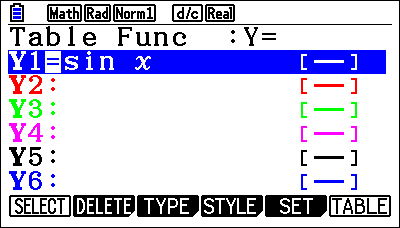 Math Rad Norm1 d/c Real
Table Func :Y=
Y1=sin x [—]
Y2: [—]
Y3: [—]
Y4: [—]
Y5: [—]
Y6: [—]
SELECT DELETE TYPE STYLE SET TABLE